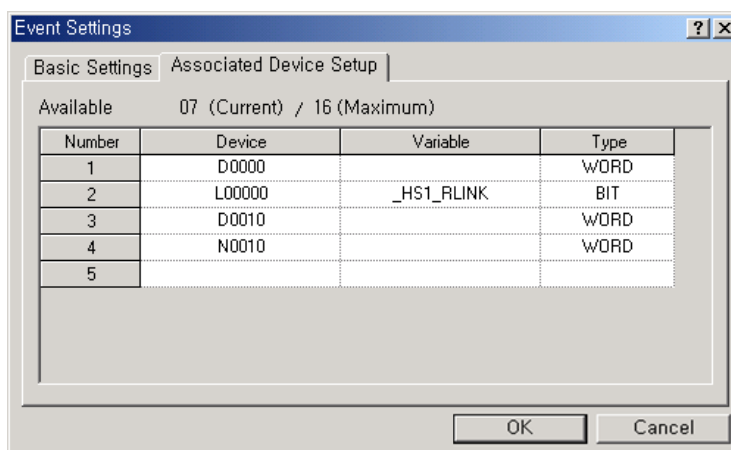 Event Settings
Basic Settings Associated Device Setup
Available 07 (Current) / 16 (Maximum)
Number Device Variable Type
1 D0000 WORD
2 L00000 _HS1_RLINK BIT
3 D0010 WORD
4 N0010 WORD
5
OK Cancel